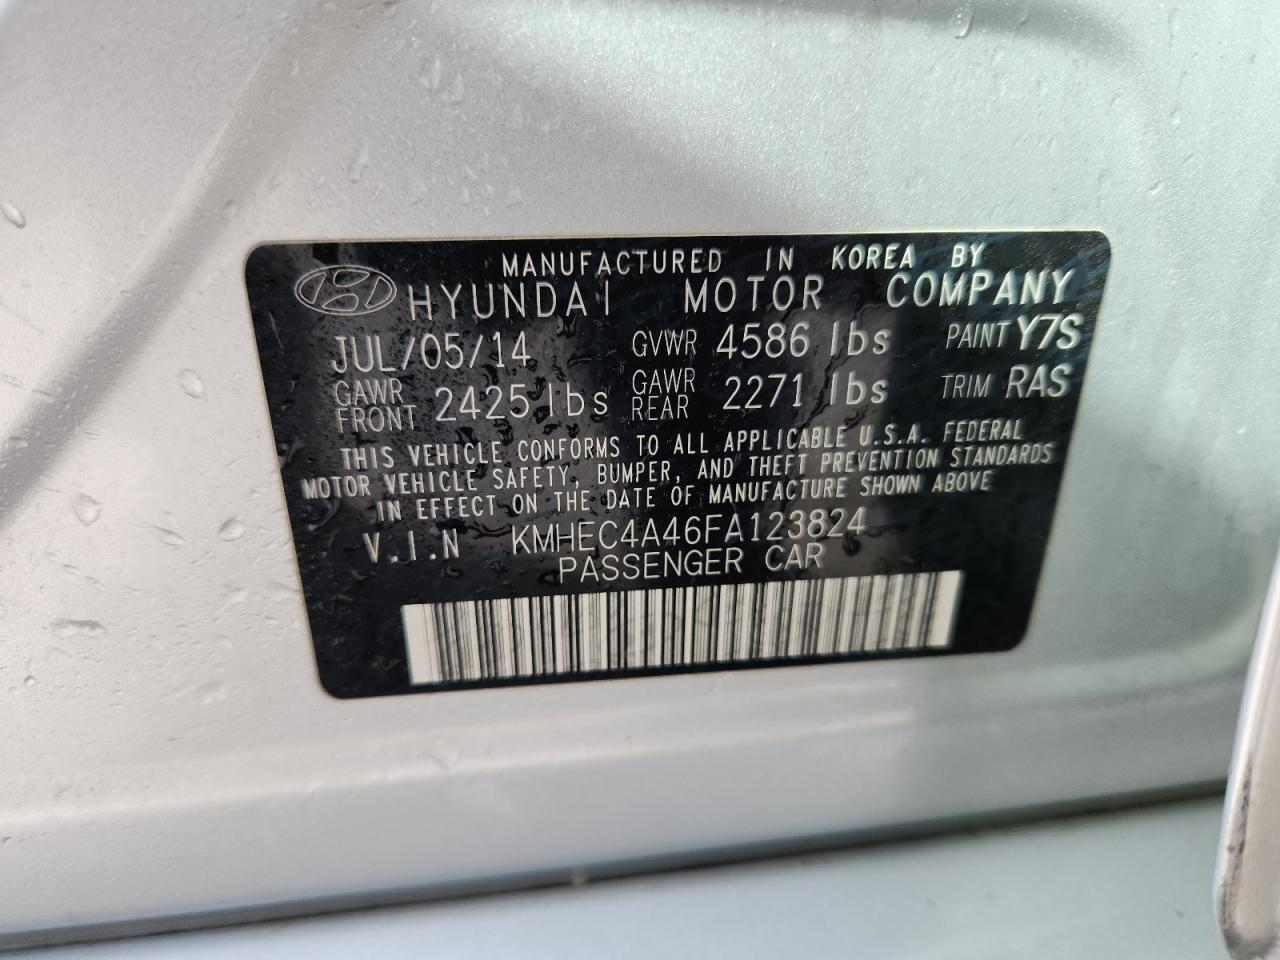 MANUFACTURED IN KOREA BY
HYUNDAI MOTOR COMPANY
JUL/05/14 GVWR 4586 lbs PAINT Y7S
GAWR FRONT 2425 lbs GAWR REAR 2271 lbs TRIM RAS
THIS VEHICLE CONFORMS TO ALL APPLICABLE U.S.A. FEDERAL
MOTOR VEHICLE SAFETY, BUMPER, AND THEFT PREVENTION STANDARDS
IN EFFECT ON THE DATE OF MANUFACTURE SHOWN ABOVE
V.I.N KMHEC4A46FA123824
PASSENGER CAR